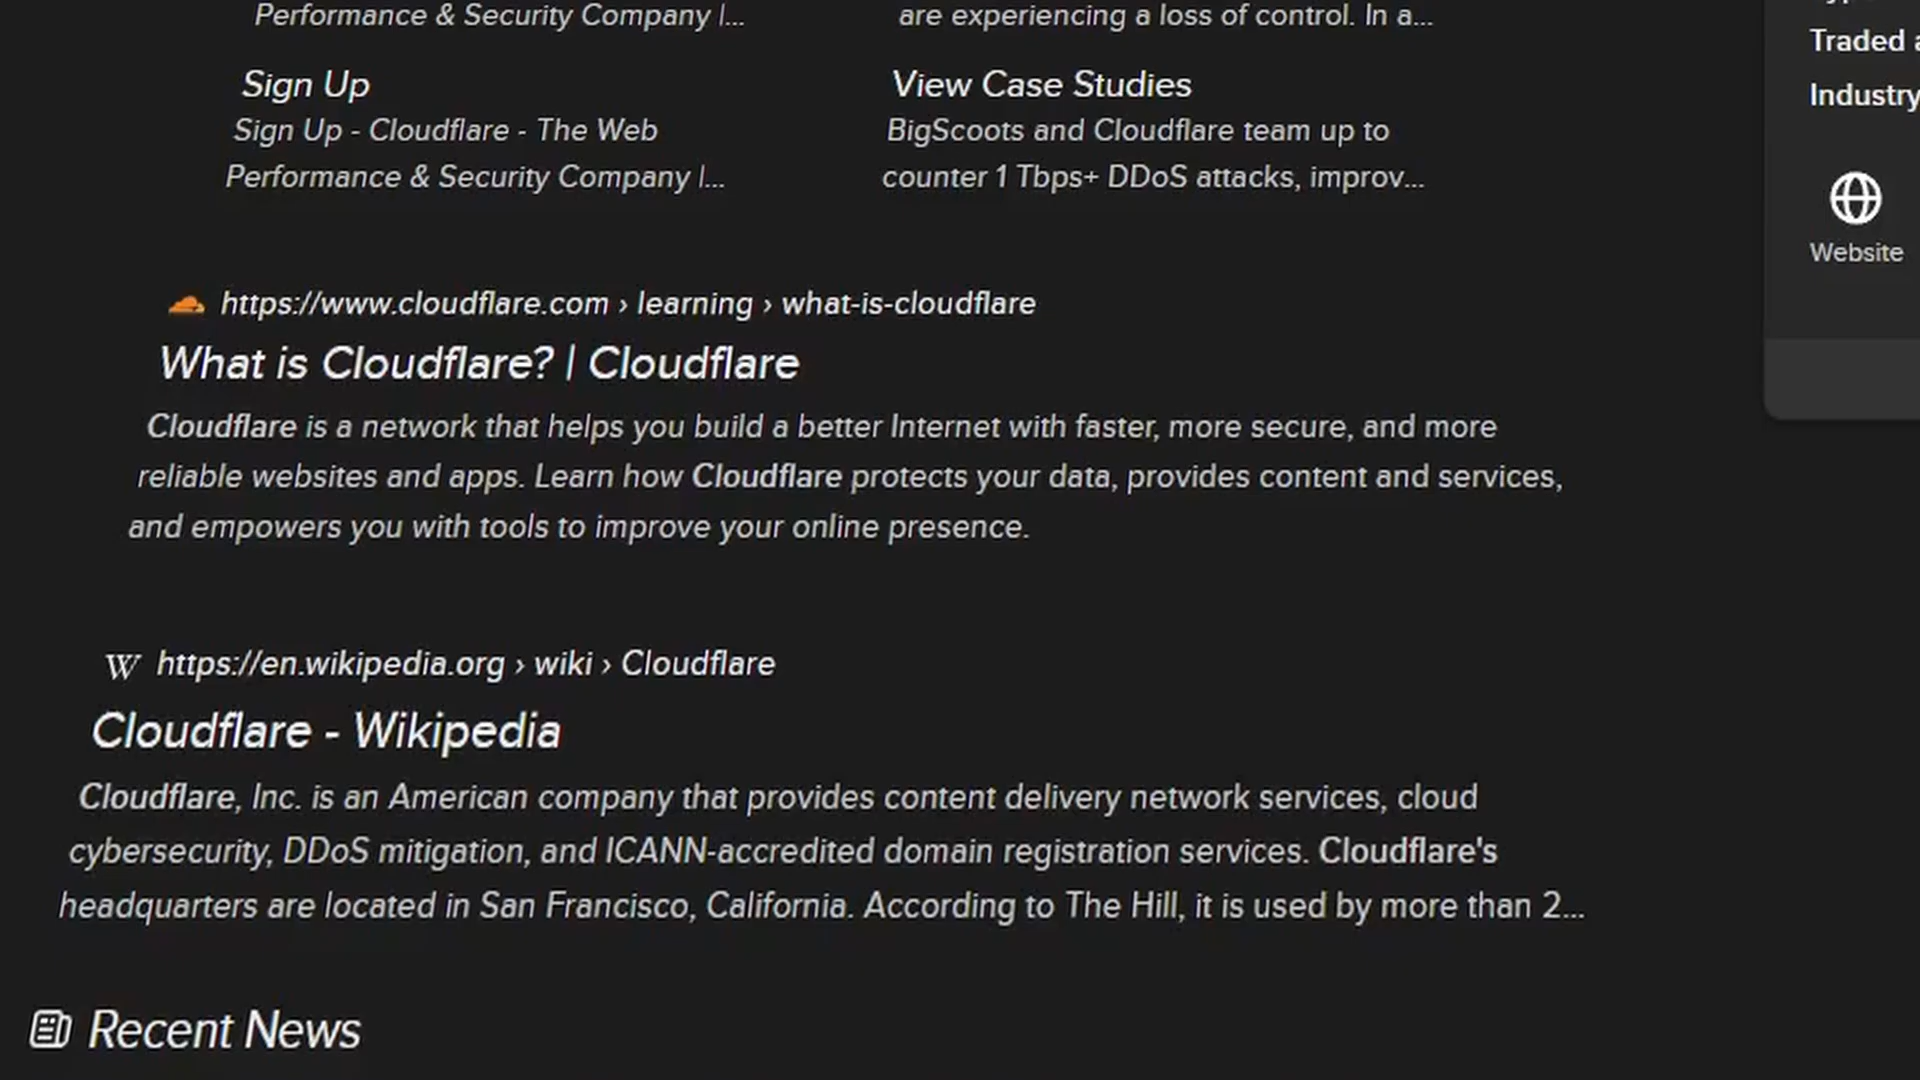 Performance & Security Company |...
are experiencing a loss of control. In a...
Sign Up
Sign Up - Cloudflare - The Web
Performance & Security Company |...
View Case Studies
BigScoots and Cloudflare team up to
counter 1 Tbps+ DDoS attacks, improv...
https://www.cloudflare.com › learning › what-is-cloudflare
What is Cloudflare? | Cloudflare
Cloudflare is a network that helps you build a better Internet with faster, more secure, and more
reliable websites and apps. Learn how Cloudflare protects your data, provides content and services,
and empowers you with tools to improve your online presence.
W https://en.wikipedia.org › wiki › Cloudflare
Cloudflare - Wikipedia
Cloudflare, Inc. is an American company that provides content delivery network services, cloud
cybersecurity, DDoS mitigation, and ICANN-accredited domain registration services. Cloudflare's
headquarters are located in San Francisco, California. According to The Hill, it is used by more than 2...
Recent News
Traded
Industry
Website